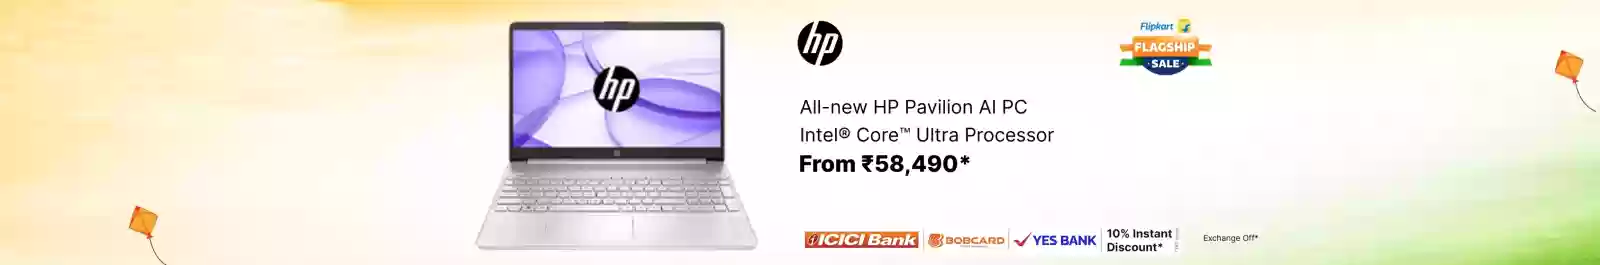 hp
hp
Flipkart
FLAGSHIP
SALE
All-new HP Pavilion AI PC
Intel® Core™ Ultra Processor
From ₹58,490*
ICICI Bank
BOBCARD
YES BANK
10% Instant
Discount*
Exchange Off*